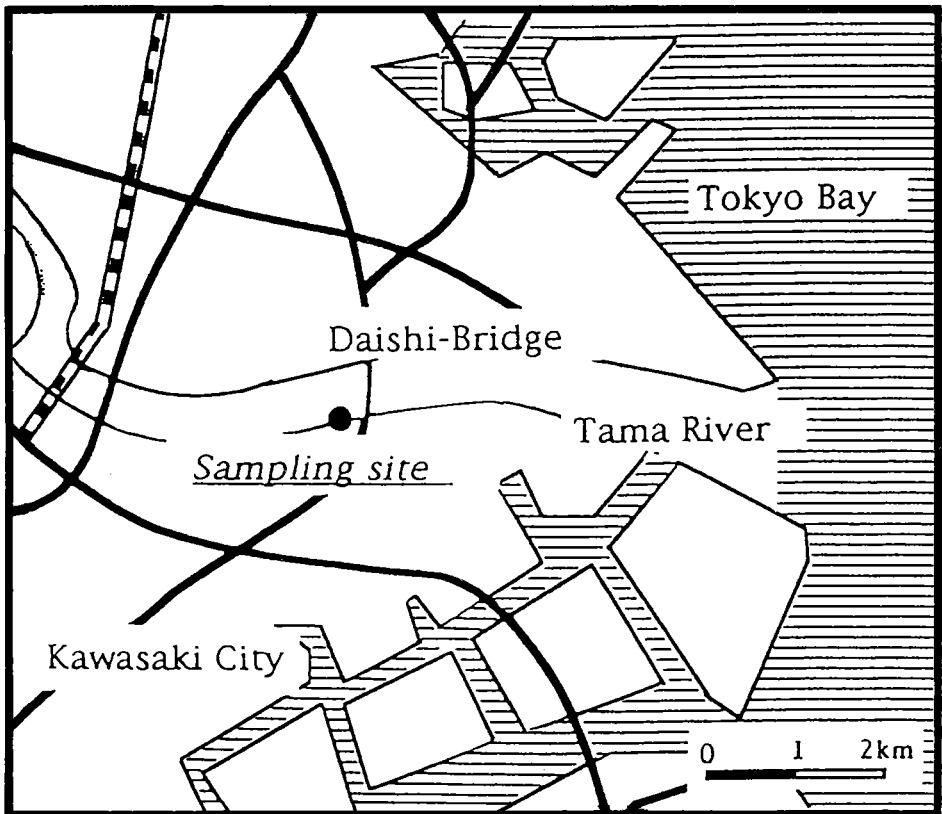 Tokyo Bay
Daishi-Bridge
Tama River
Sampling site
Kawasaki City
0 1 2km